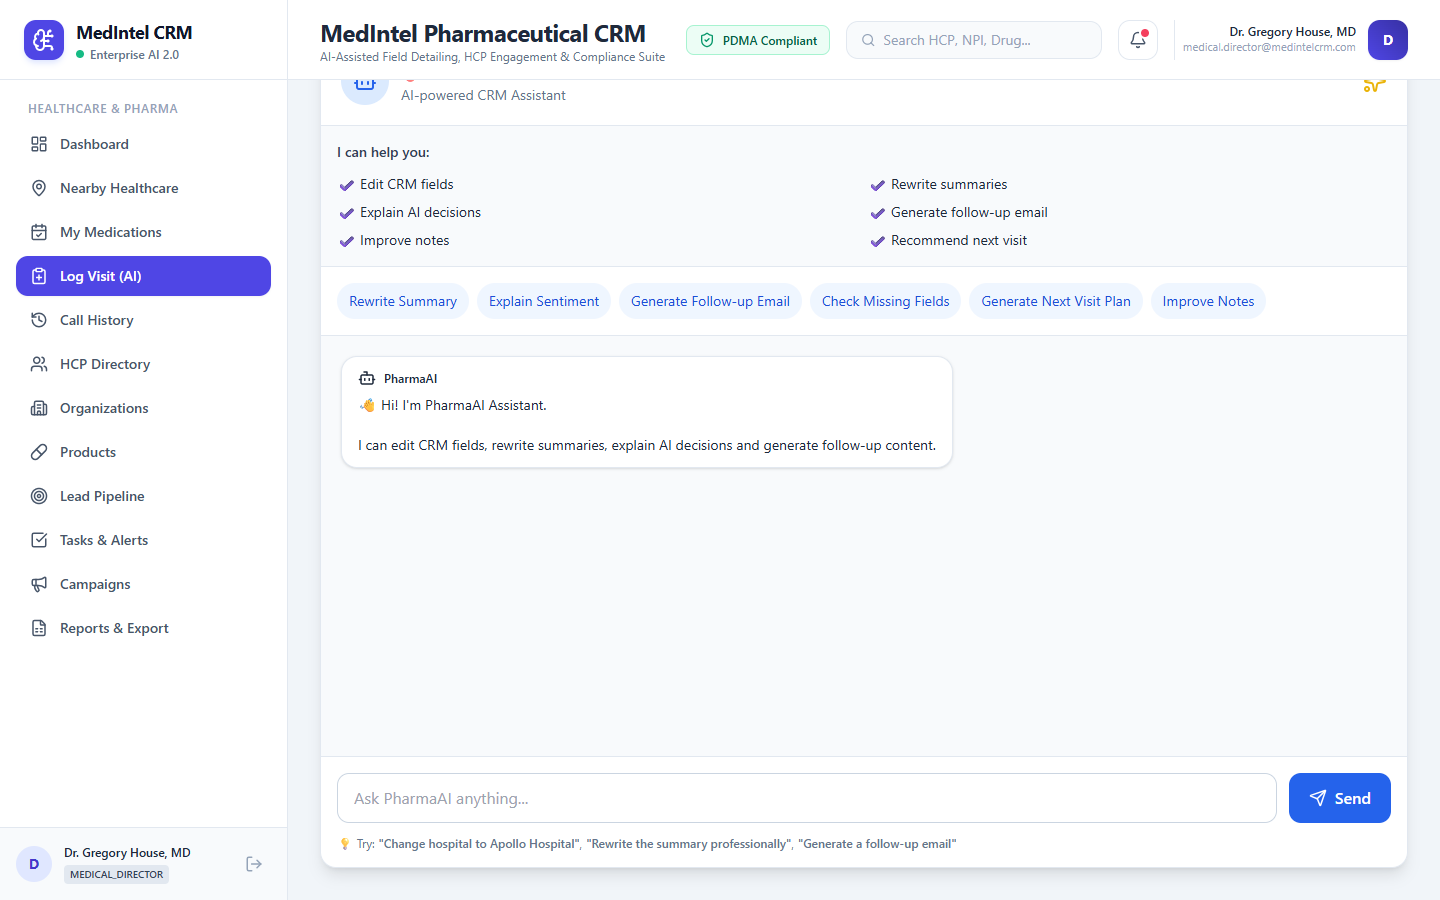 MedIntel CRM
Enterprise AI 2.0
HEALTHCARE & PHARMA
Dashboard
Nearby Healthcare
My Medications
Log Visit (AI)
Call History
HCP Directory
Organizations
Products
Lead Pipeline
Tasks & Alerts
Campaigns
Reports & Export
D
Dr. Gregory House, MD
MEDICAL_DIRECTOR
MedIntel Pharmaceutical CRM
AI-Assisted Field Detailing, HCP Engagement & Compliance Suite
PDMA Compliant
Search HCP, NPI, Drug...
Dr. Gregory House, MD
medical.director@medintelcrm.com
D
AI-powered CRM Assistant
I can help you:
Edit CRM fields
Rewrite summaries
Explain AI decisions
Generate follow-up email
Improve notes
Recommend next visit
Rewrite Summary
Explain Sentiment
Generate Follow-up Email
Check Missing Fields
Generate Next Visit Plan
Improve Notes
PharmaAI
👋 Hi! I'm PharmaAI Assistant.
I can edit CRM fields, rewrite summaries, explain AI decisions and generate follow-up content.
Ask PharmaAI anything...
Send
💡 Try: "Change hospital to Apollo Hospital", "Rewrite the summary professionally", "Generate a follow-up email"